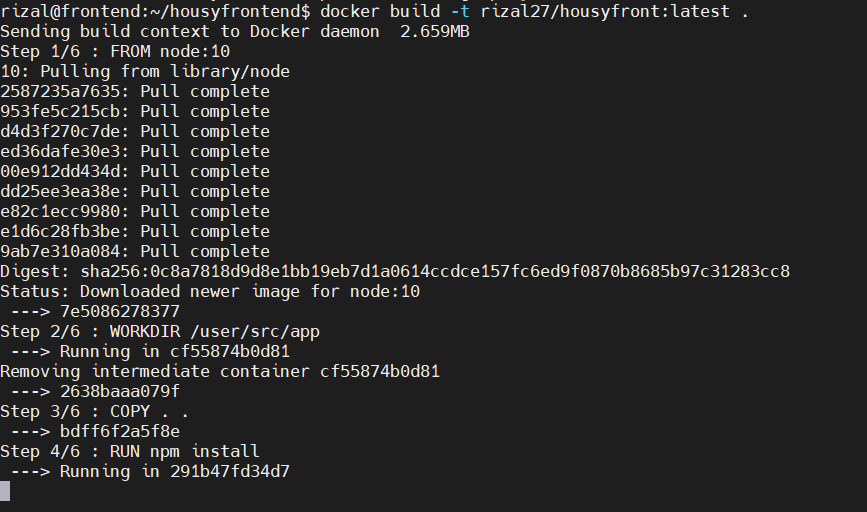 rizal@frontend:~/housyfrontend$ docker build -t rizal27/housyfront:latest .
Sending build context to Docker daemon  2.659MB
Step 1/6 : FROM node:10
10: Pulling from library/node
2587235a7635: Pull complete
953fe5c215cb: Pull complete
d4d3f270c7de: Pull complete
ed36dafe30e3: Pull complete
00e912dd434d: Pull complete
dd25ee3ea38e: Pull complete
e82c1ecc9980: Pull complete
e1d6c28fb3be: Pull complete
9ab7e310a084: Pull complete
Digest: sha256:0c8a7818d9d8e1bb19eb7d1a0614ccdce157fc6ed9f0870b8685b97c31283cc8
Status: Downloaded newer image for node:10
 ---> 7e5086278377
Step 2/6 : WORKDIR /user/src/app
 ---> Running in cf55874b0d81
Removing intermediate container cf55874b0d81
 ---> 2638baaa079f
Step 3/6 : COPY . .
 ---> bdff6f2a5f8e
Step 4/6 : RUN npm install
 ---> Running in 291b47fd34d7